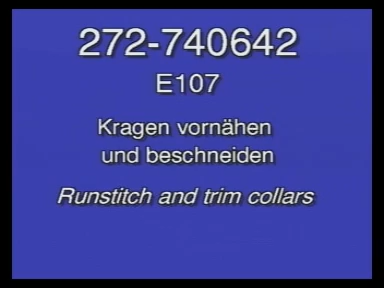 272-740642
E107
Kragen vornähen
und beschneiden
Runstitch and trim collars